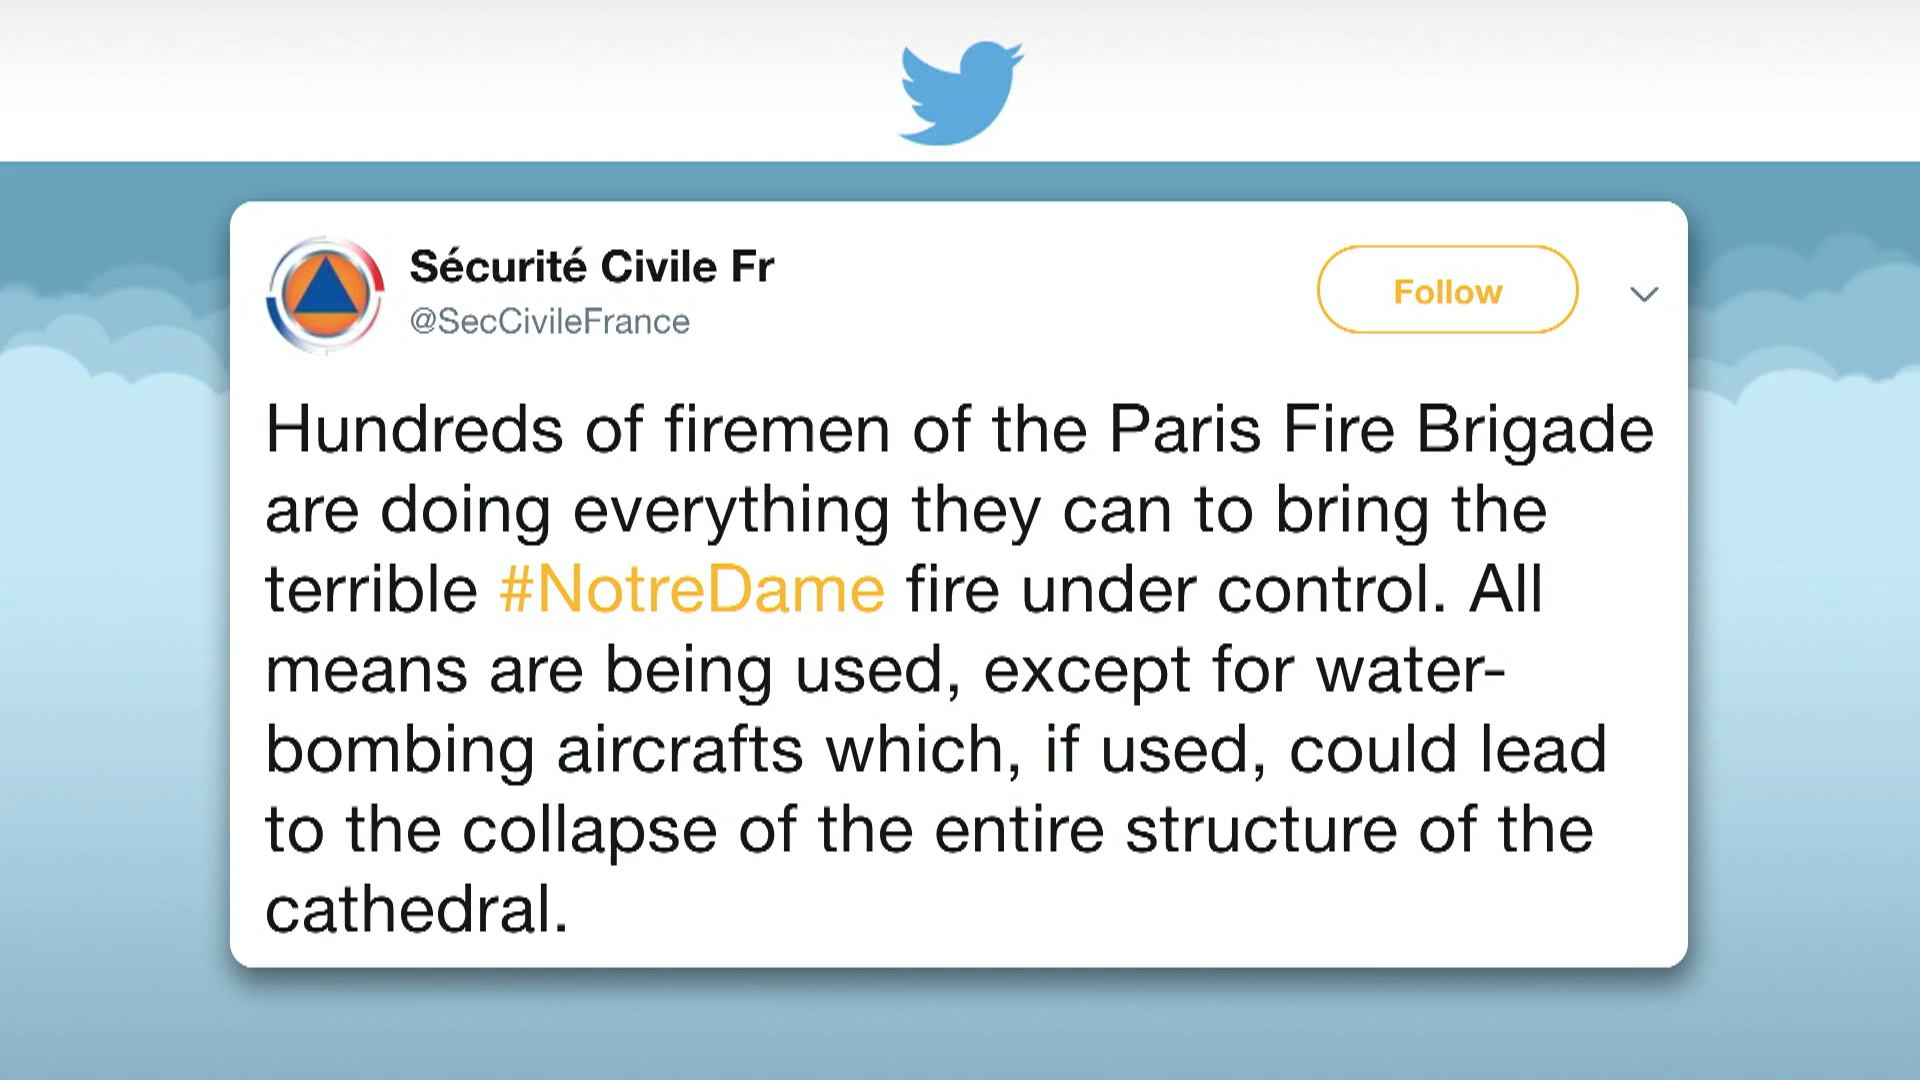 Sécurité Civile Fr
@SecCivileFrance
Follow
Hundreds of firemen of the Paris Fire Brigade
are doing everything they can to bring the
terrible #NotreDame fire under control. All
means are being used, except for water-
bombing aircrafts which, if used, could lead
to the collapse of the entire structure of the
cathedral.